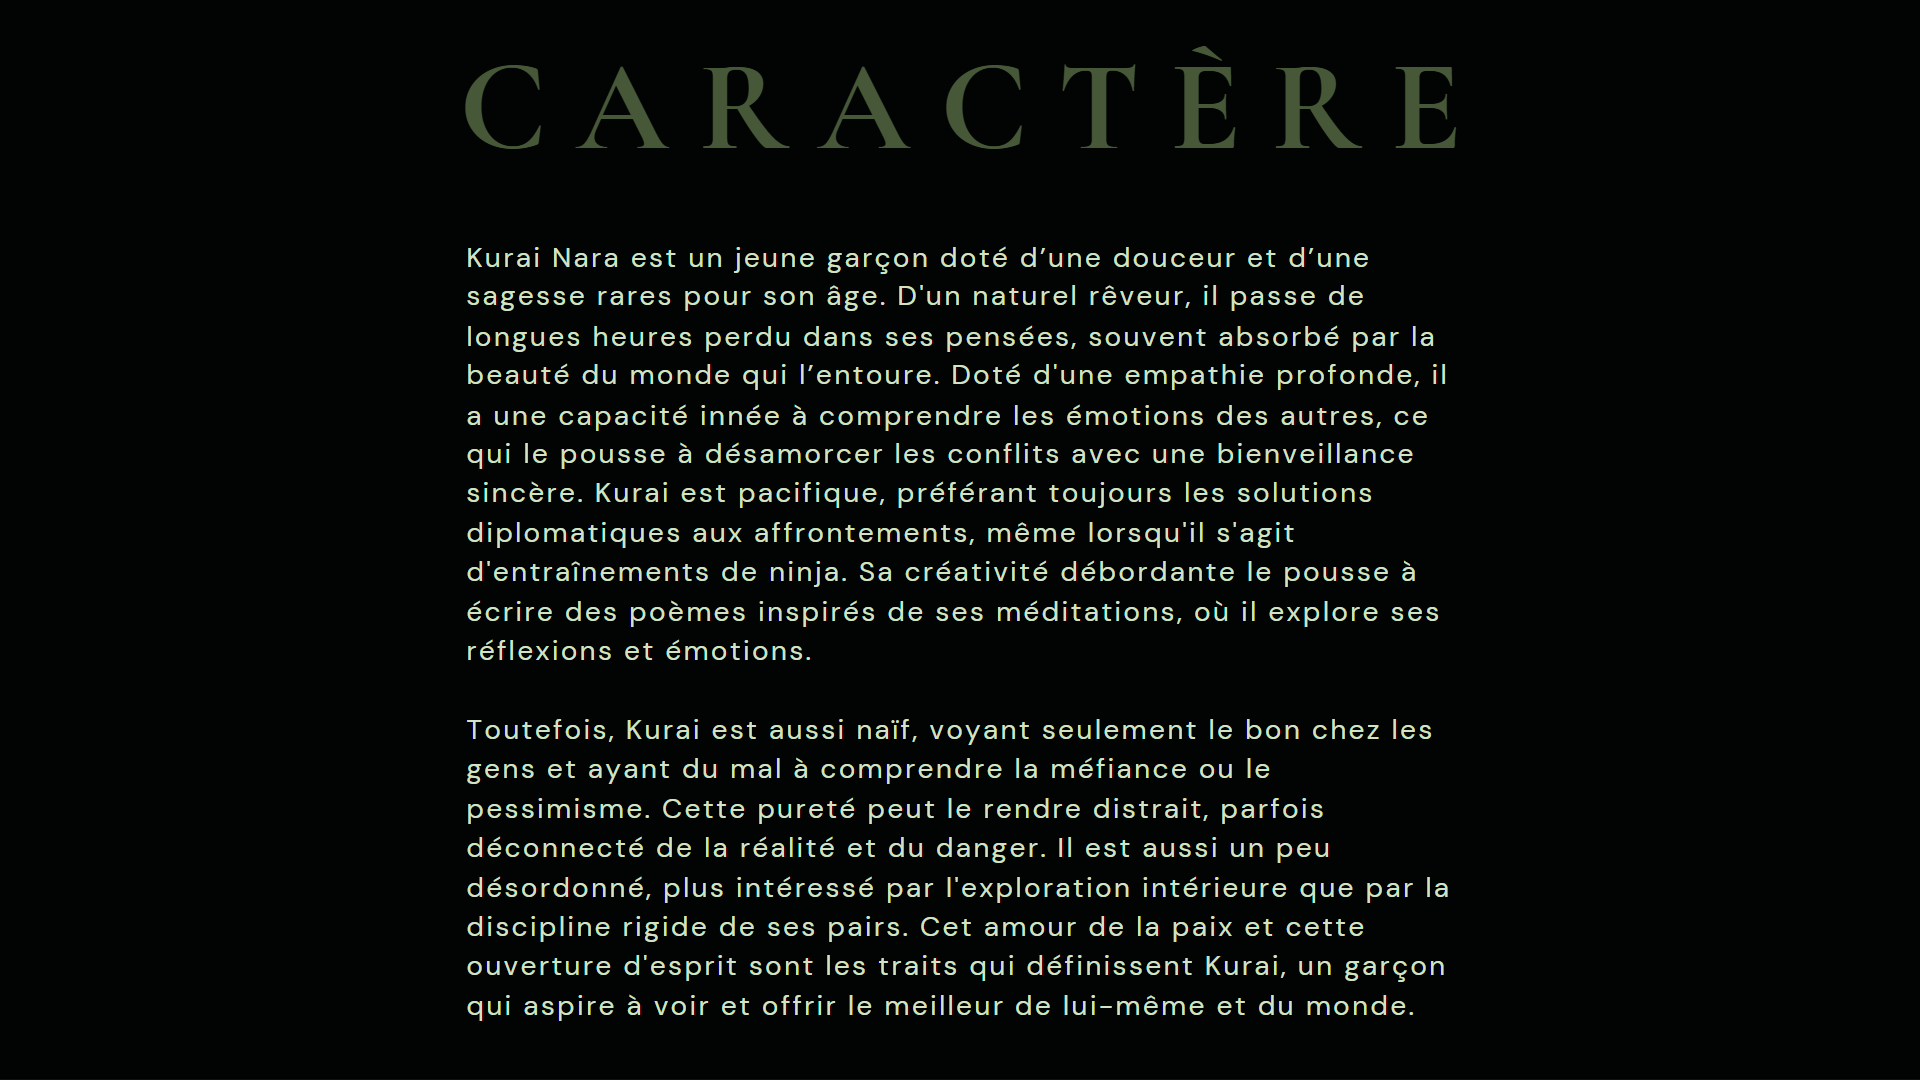 CARACTÈRE
Kurai Nara est un jeune garçon doté d’une douceur et d’une
sagesse rares pour son âge. D'un naturel rêveur, il passe de
longues heures perdu dans ses pensées, souvent absorbé par la
beauté du monde qui l’entoure. Doté d'une empathie profonde, il
a une capacité innée à comprendre les émotions des autres, ce
qui le pousse à désamorcer les conflits avec une bienveillance
sincère. Kurai est pacifique, préférant toujours les solutions
diplomatiques aux affrontements, même lorsqu'il s'agit
d'entraînements de ninja. Sa créativité débordante le pousse à
écrire des poèmes inspirés de ses méditations, où il explore ses
réflexions et émotions.
Toutefois, Kurai est aussi naïf, voyant seulement le bon chez les
gens et ayant du mal à comprendre la méfiance ou le
pessimisme. Cette pureté peut le rendre distrait, parfois
déconnecté de la réalité et du danger. Il est aussi un peu
désordonné, plus intéressé par l'exploration intérieure que par la
discipline rigide de ses pairs. Cet amour de la paix et cette
ouverture d'esprit sont les traits qui définissent Kurai, un garçon
qui aspire à voir et offrir le meilleur de lui-même et du monde.